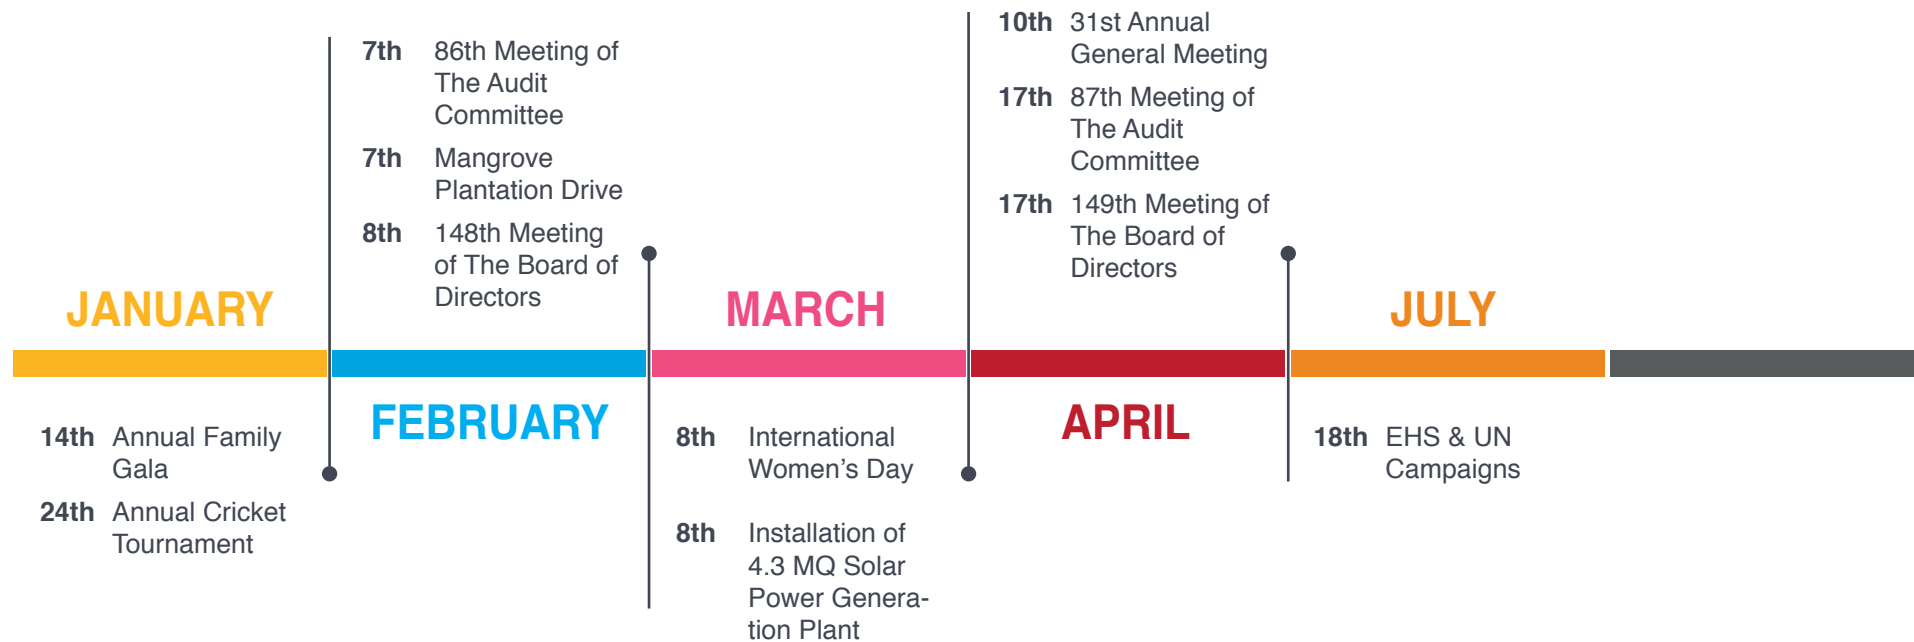 JANUARY
14th Annual Family
Gala
24th Annual Cricket
Tournament
7th 86th Meeting of
The Audit
Committee
7th Mangrove
Plantation Drive
8th 148th Meeting
of The Board of
Directors
FEBRUARY
MARCH
8th International
Women’s Day
8th Installation of
4.3 MQ Solar
Power Genera-
tion Plant
10th 31st Annual
General Meeting
17th 87th Meeting of
The Audit
Committee
17th 149th Meeting of
The Board of
Directors
APRIL
JULY
18th EHS & UN
Campaigns